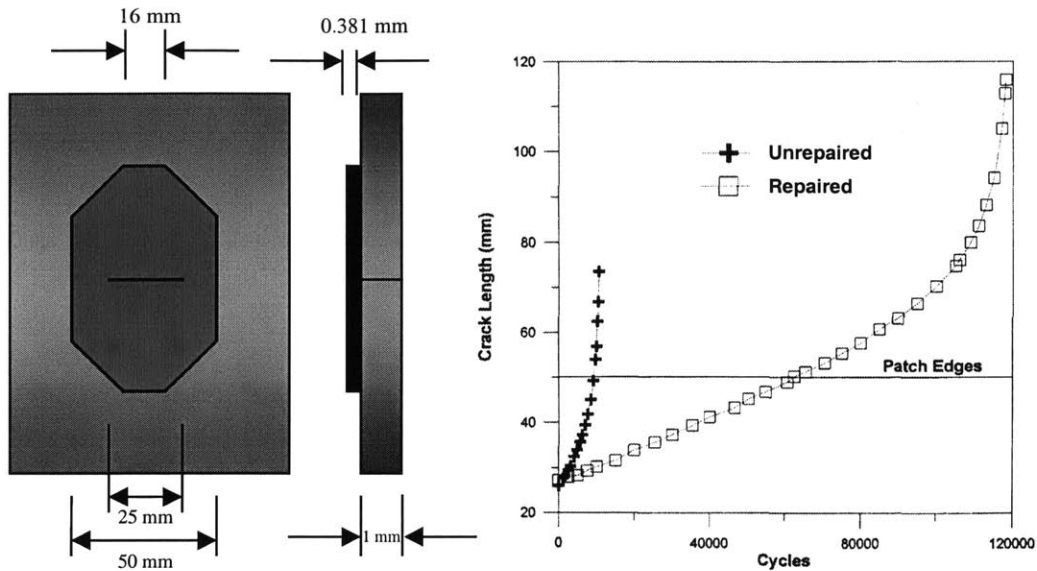 16 mm
0.381 mm
25 mm
50 mm
1 mm
120
100
80
60
40
20
Crack Length (mm)
Unrepaired
Repaired
Patch Edges
0
40000
80000
120000
Cycles